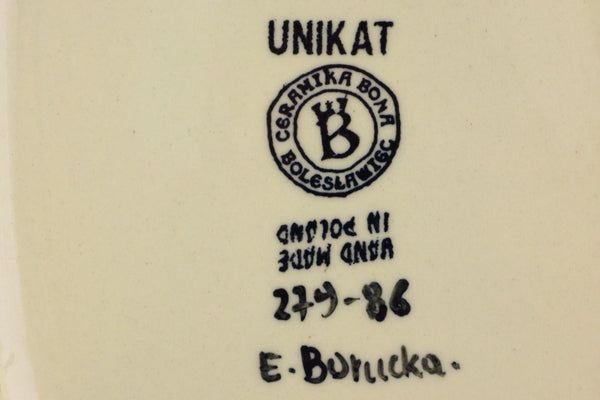 UNIKAT
CERAMIKA BONA
BOLESŁAWIEC
B
HAND MADE
IN POLAND
279-86
E. Borucka.